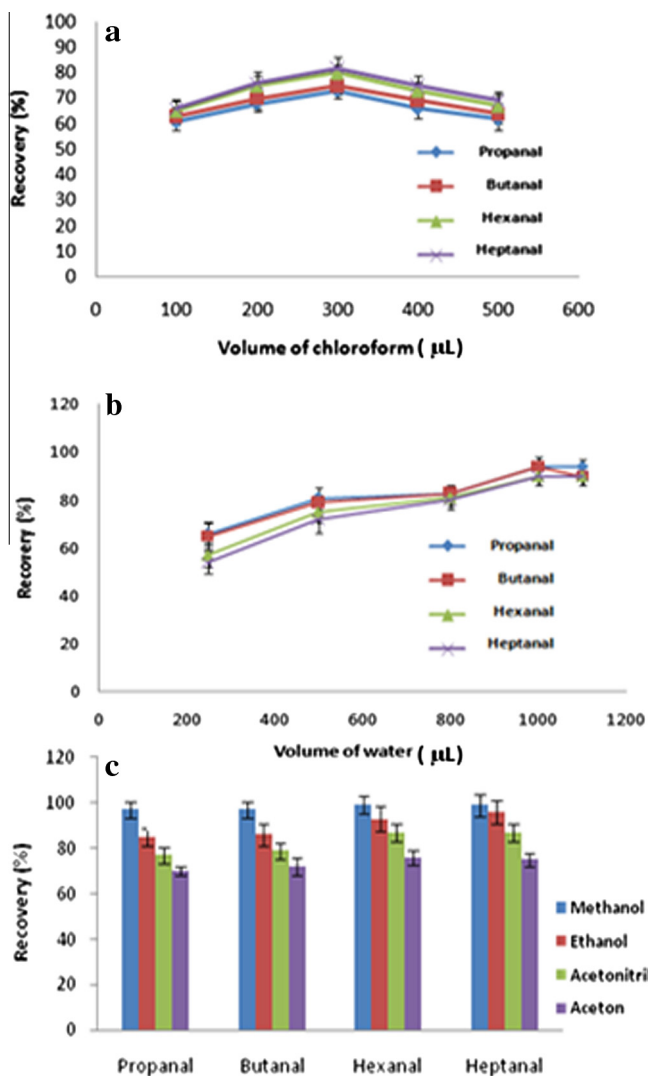 a
100
90
80
70
60
50
40
30
20
10
0
Recovery (%)
Propanal
Butanal
Hexanal
Heptanal
0 100 200 300 400 500 600
Volume of chloroform ( μL)
b
120
100
80
60
40
20
0
Recovery (%)
Propanal
Butanal
Hexanal
Heptanal
0 200 400 600 800 1000 1200
Volume of water ( μL)
c
120
100
80
60
40
20
0
Recovery (%)
Methanol
Ethanol
Acetonitril
Aceton
Propanal Butanal Hexanal Heptanal